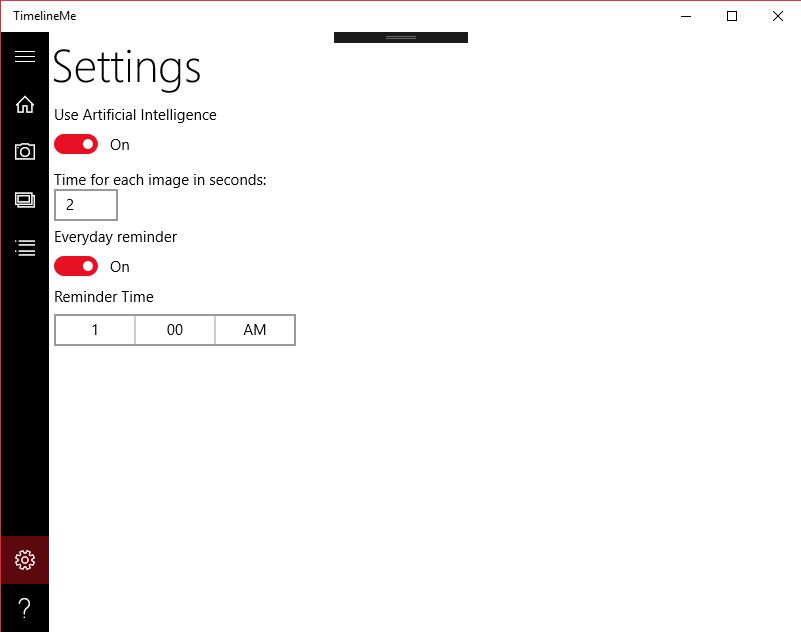 TimelineMe
Settings
Use Artificial Intelligence
On
Time for each image in seconds:
2
Everyday reminder
On
Reminder Time
1 00 AM
?